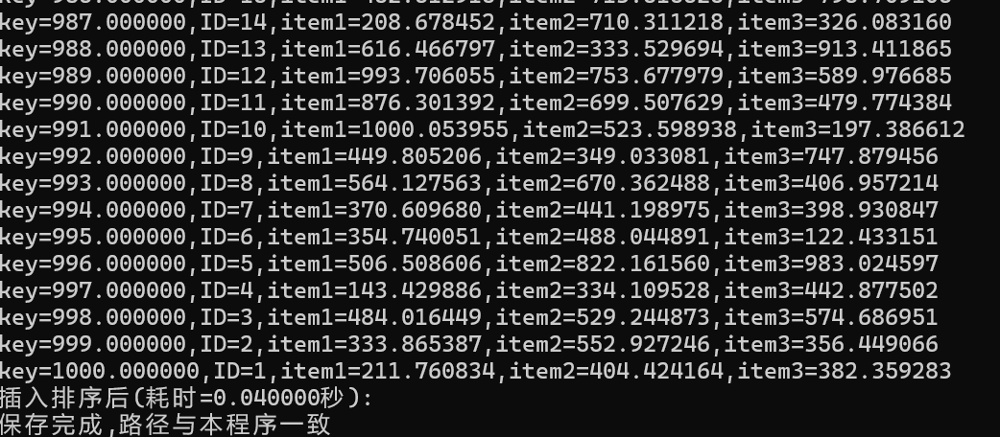 key=987.000000,ID=14,item1=208.678452,item2=710.311218,item3=326.083160
key=988.000000,ID=13,item1=616.466797,item2=333.529694,item3=913.411865
key=989.000000,ID=12,item1=993.706055,item2=753.677979,item3=589.976685
key=990.000000,ID=11,item1=876.301392,item2=699.507629,item3=479.774384
key=991.000000,ID=10,item1=1000.053955,item2=523.598938,item3=197.386612
key=992.000000,ID=9,item1=449.805206,item2=349.033081,item3=747.879456
key=993.000000,ID=8,item1=564.127563,item2=670.362488,item3=406.957214
key=994.000000,ID=7,item1=370.609680,item2=441.198975,item3=398.930847
key=995.000000,ID=6,item1=354.740051,item2=488.044891,item3=122.433151
key=996.000000,ID=5,item1=506.508606,item2=822.161560,item3=983.024597
key=997.000000,ID=4,item1=143.429886,item2=334.109528,item3=442.877502
key=998.000000,ID=3,item1=484.016449,item2=529.244873,item3=574.686951
key=999.000000,ID=2,item1=333.865387,item2=552.927246,item3=356.449066
key=1000.000000,ID=1,item1=211.760834,item2=404.424164,item3=382.359283
插入排序后(耗时=0.040000秒):
保存完成,路径与本程序一致